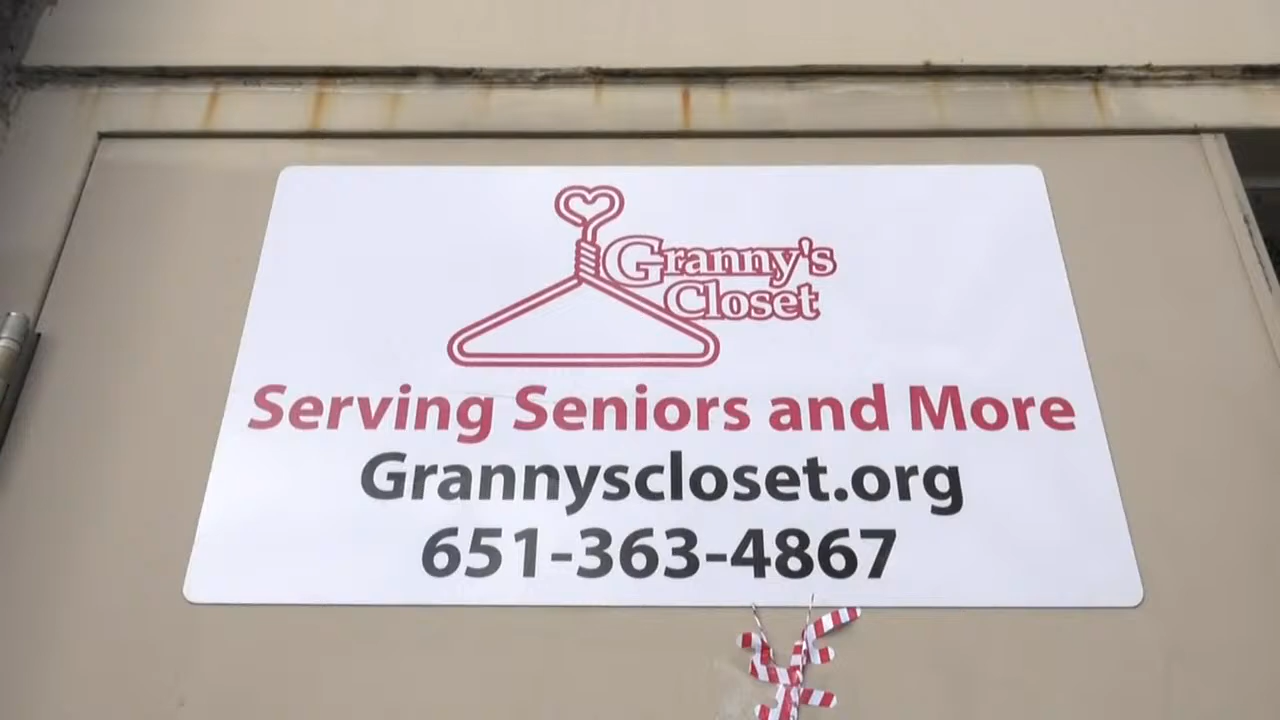 Granny's
Closet
Serving Seniors and More
Grannyscloset.org
651-363-4867